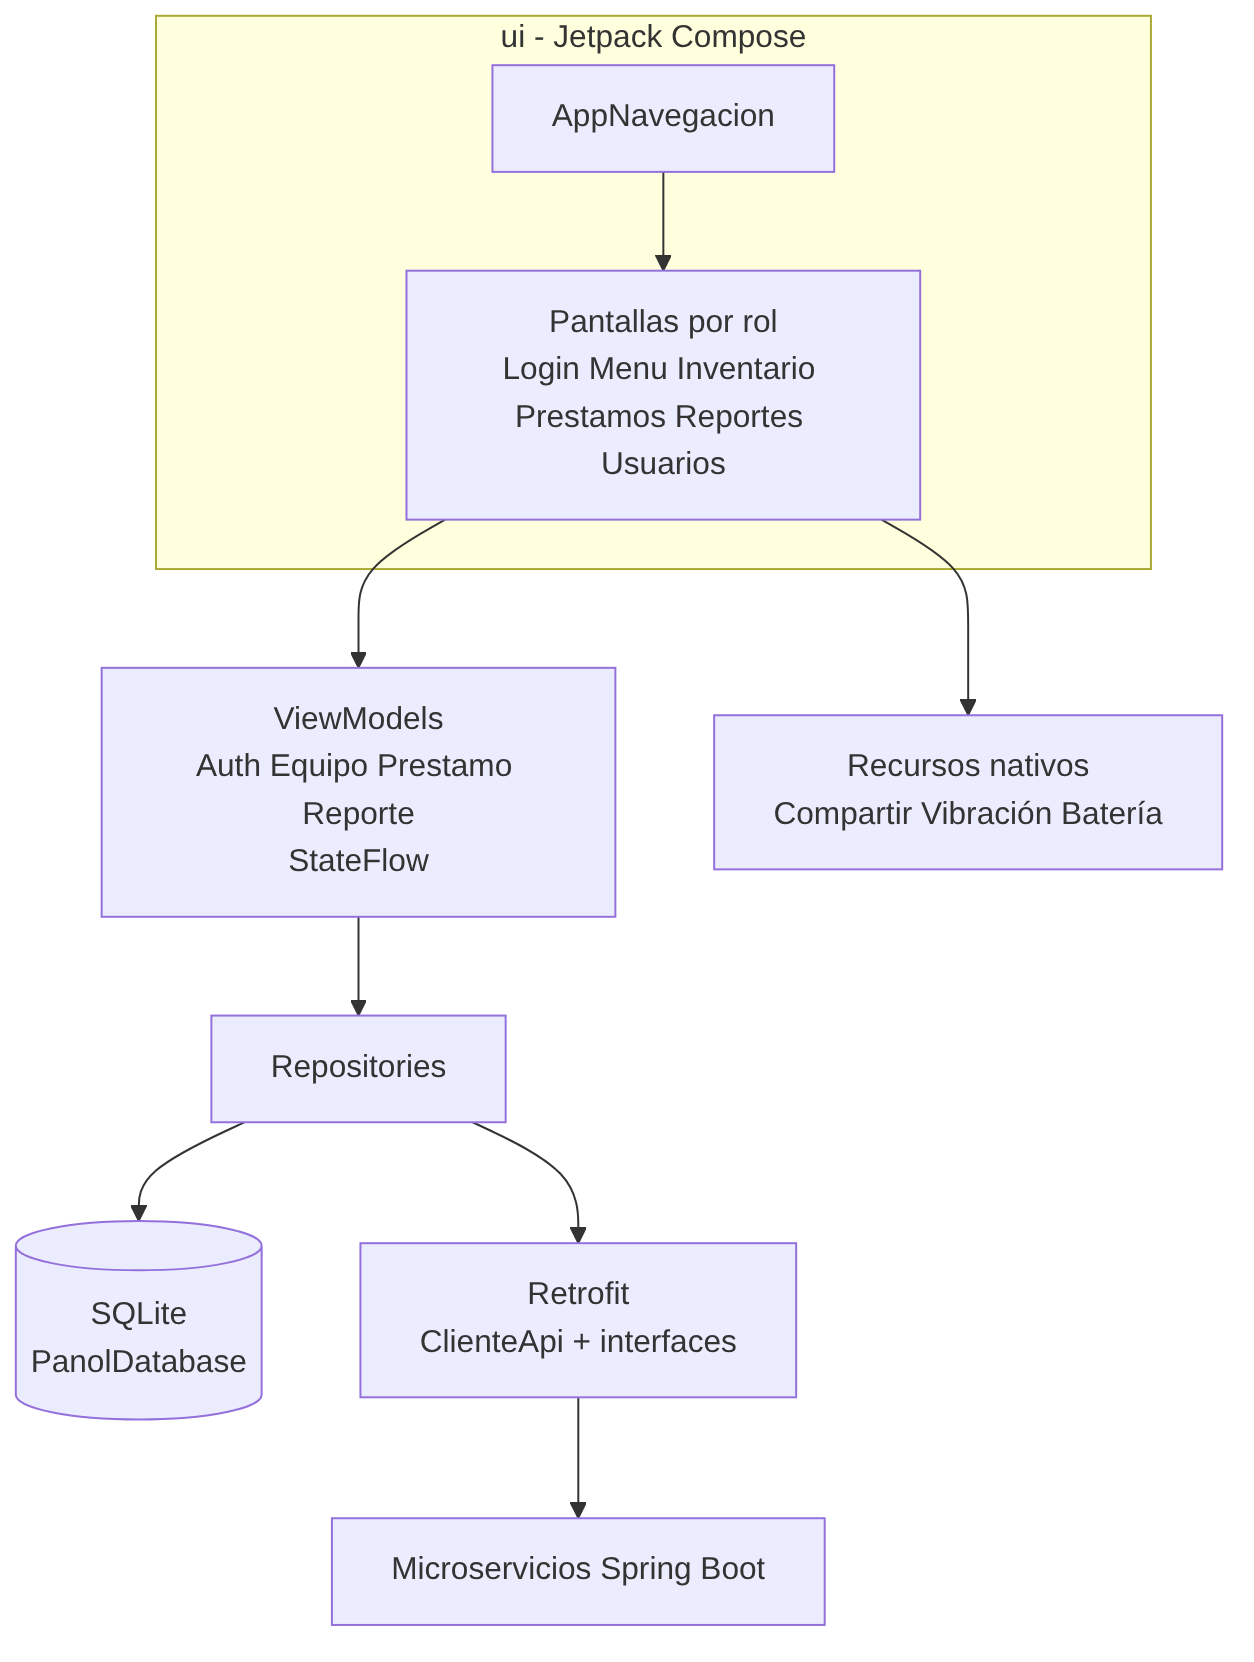 ui - Jetpack Compose
AppNavegacion
Pantallas por rol
Login Menu Inventario
Prestamos Reportes
Usuarios
ViewModels
Auth Equipo Prestamo
Reporte
StateFlow
Recursos nativos
Compartir Vibración Batería
Repositories
SQLite
PanolDatabase
Retrofit
ClienteApi + interfaces
Microservicios Spring Boot